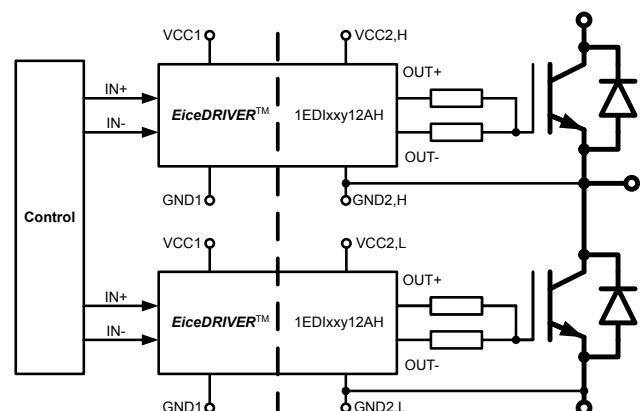 VCC1
VCC2,H
OUT+
IN+
EiceDRIVER™
1EDIxxy12AH
IN-
OUT-
GND1
GND2,H
Control
VCC1
VCC2,L
OUT+
IN+
EiceDRIVER™
1EDIxxy12AH
IN-
OUT-
GND1
GND2,L